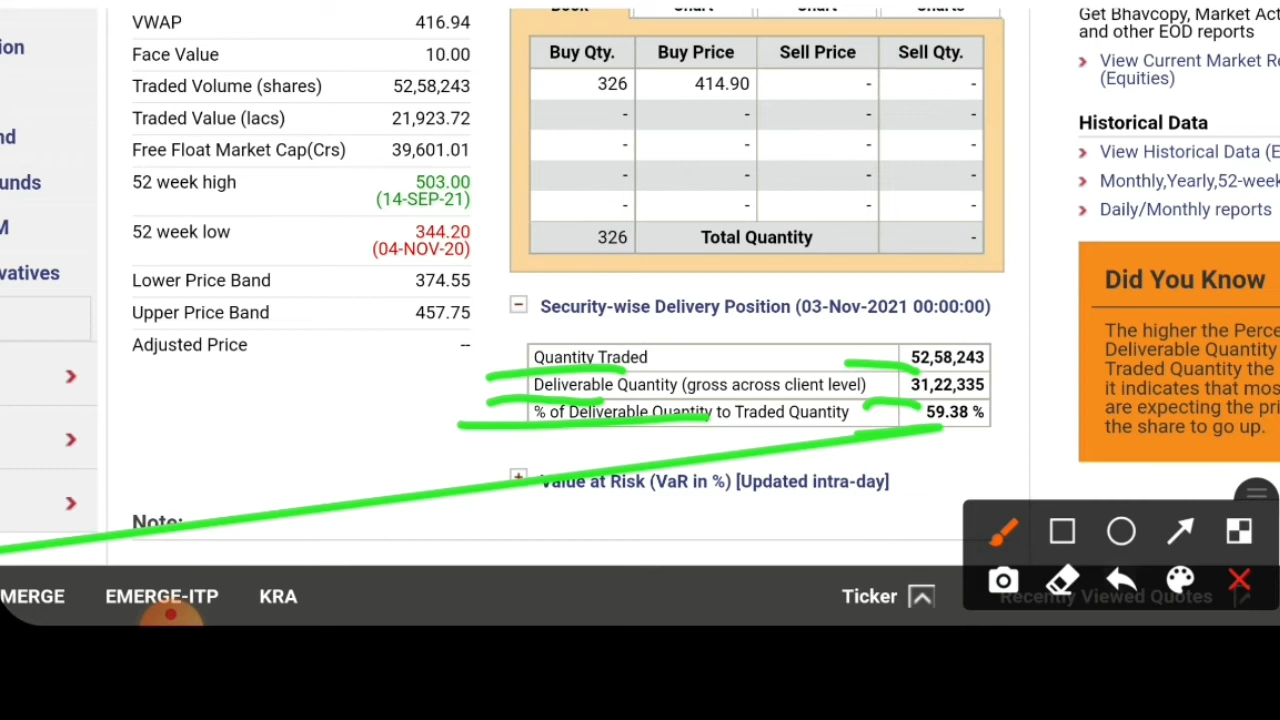 ion
nd
unds
M
vatives
VWAP 416.94
Face Value 10.00
Traded Volume (shares) 52,58,243
Traded Value (lacs) 21,923.72
Free Float Market Cap(Crs) 39,601.01
52 week high 503.00
(14-SEP-21)
52 week low 344.20
(04-NOV-20)
Lower Price Band 374.55
Upper Price Band 457.75
Adjusted Price --
Note:
Book Chart Chart Charts
Buy Qty. Buy Price Sell Price Sell Qty.
326 414.90 - -
- - - -
- - - -
- - - -
- - - -
326 Total Quantity -
Security-wise Delivery Position (03-Nov-2021 00:00:00)
Quantity Traded 52,58,243
Deliverable Quantity (gross across client level) 31,22,335
% of Deliverable Quantity to Traded Quantity 59.38 %
Value at Risk (VaR in %) [Updated intra-day]
Get Bhavcopy, Market Act
and other EOD reports
View Current Market Re
(Equities)
Historical Data
View Historical Data (E
Monthly,Yearly,52-week
Daily/Monthly reports
Did You Know
The higher the Perce
Deliverable Quantity
Traded Quantity the
it indicates that mos
are expecting the pri
the share to go up.
MERGE EMERGE-ITP KRA Ticker Recently Viewed Quotes